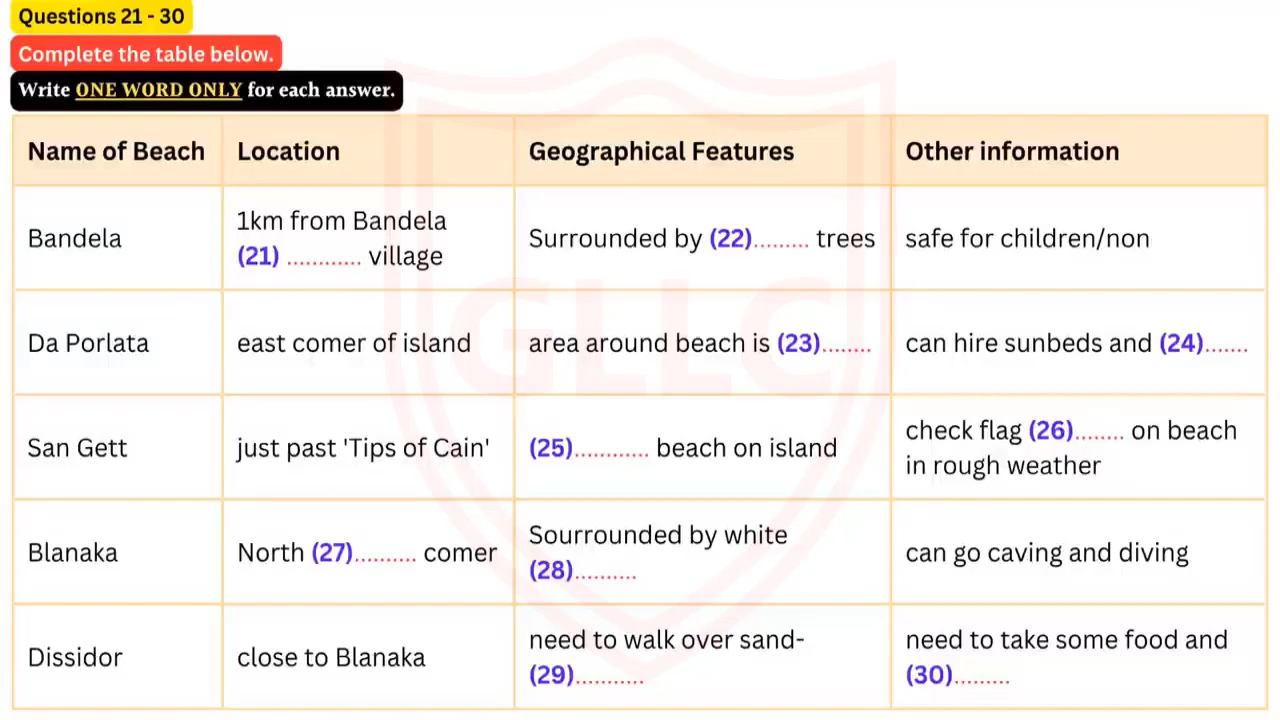 Questions 21 - 30
Complete the table below.
Write ONE WORD ONLY for each answer.
Name of Beach Location Geographical Features Other information
Bandela
1km from Bandela
(21) ............ village
Surrounded by (22)......... trees
safe for children/non
Da Porlata
east comer of island
area around beach is (23)........
can hire sunbeds and (24).......
San Gett
just past 'Tips of Cain'
(25)............ beach on island
check flag (26)........ on beach
in rough weather
Blanaka
North (27).......... comer
Sourrounded by white
(28)..........
can go caving and diving
Dissidor
close to Blanaka
need to walk over sand-
(29)...........
need to take some food and
(30).........
GLLC